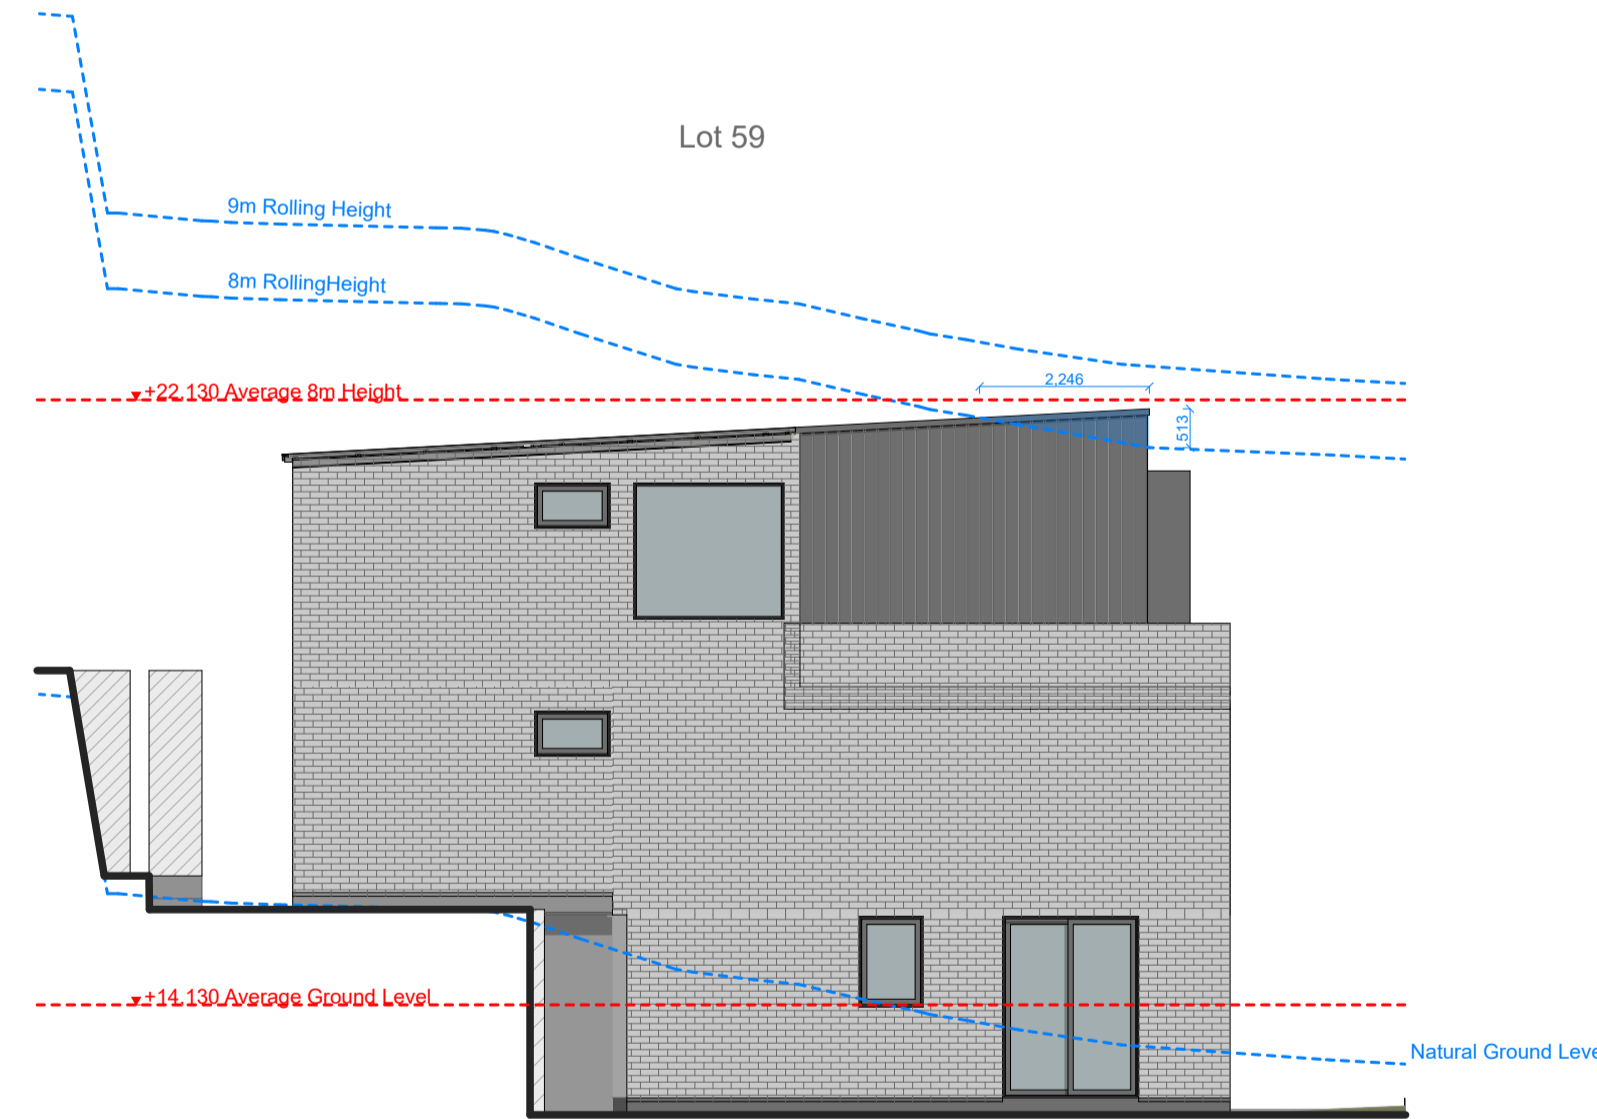 Lot 59
9m Rolling Height
8m RollingHeight
2,246
+22.130 Average 8m Height
513
+14.130 Average Ground Level
Natural Ground Leve